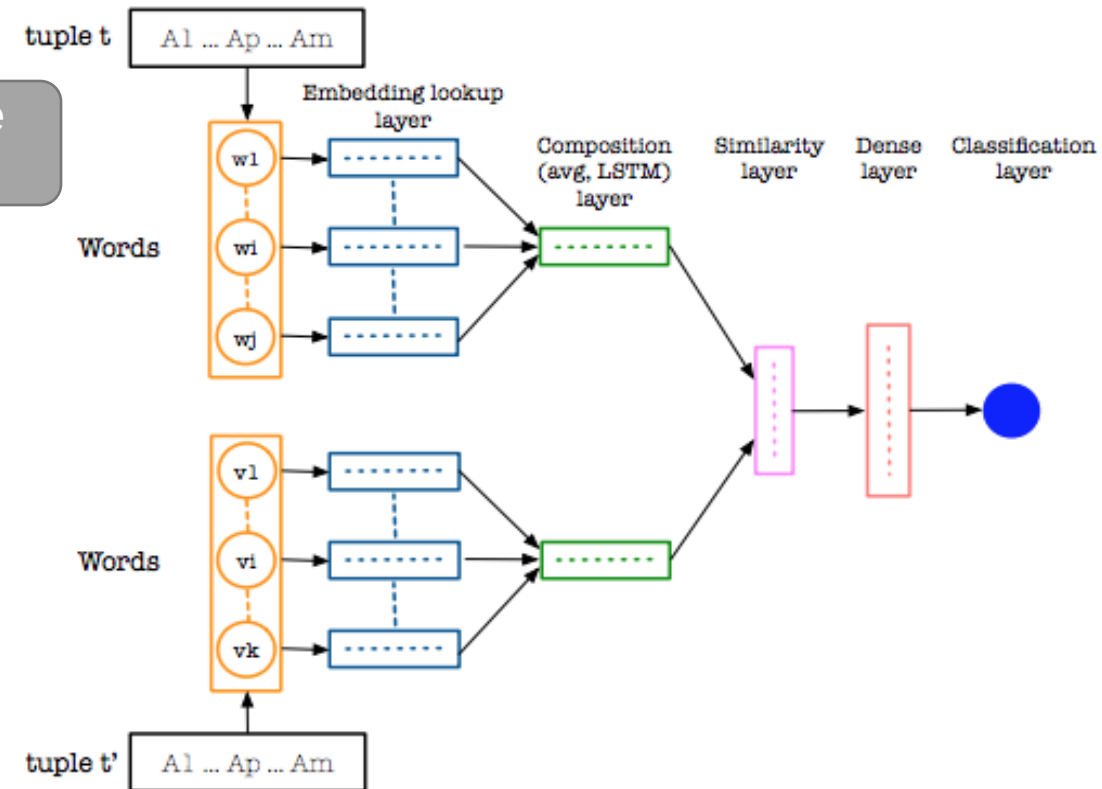 tuple t
A1 ... Ap ... Am
Embedding lookup
layer
Composition
(avg, LSTM)
layer
Similarity
layer
Dense
layer
Classification
layer
w1
Words
wi
wj
v1
Words
vi
vk
tuple t'
A1 ... Ap ... Am